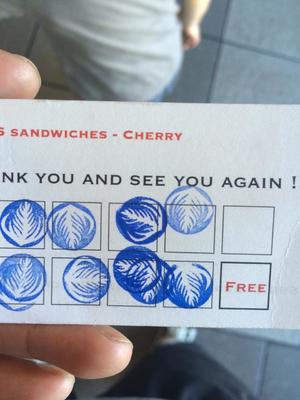 S SANDWICHES - CHERRY
NK YOU AND SEE YOU AGAIN !
FREE